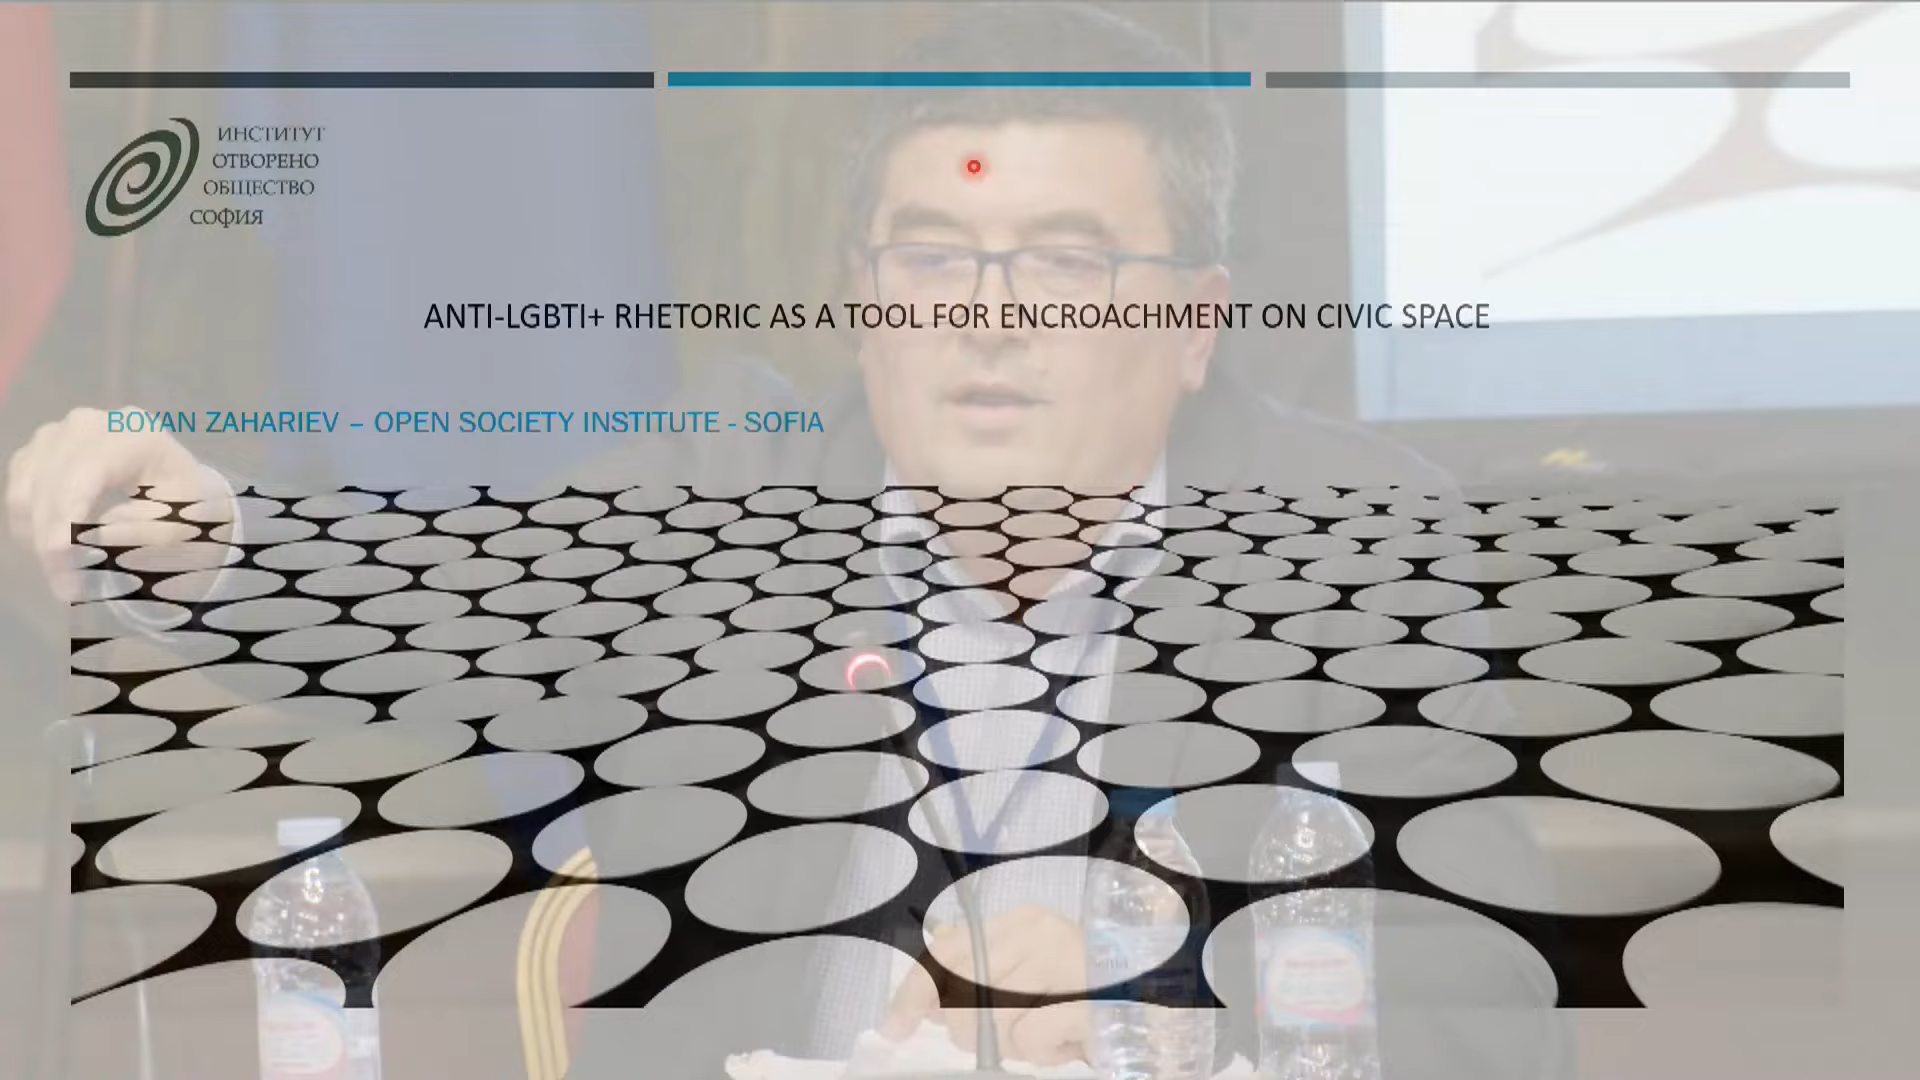 ИНСТИТУТ
ОТВОРЕНО
ОБЩЕСТВО
СОФИЯ
ANTI-LGBTI+ RHETORIC AS A TOOL FOR ENCROACHMENT ON CIVIC SPACE
BOYAN ZAHARIEV – OPEN SOCIETY INSTITUTE - SOFIA